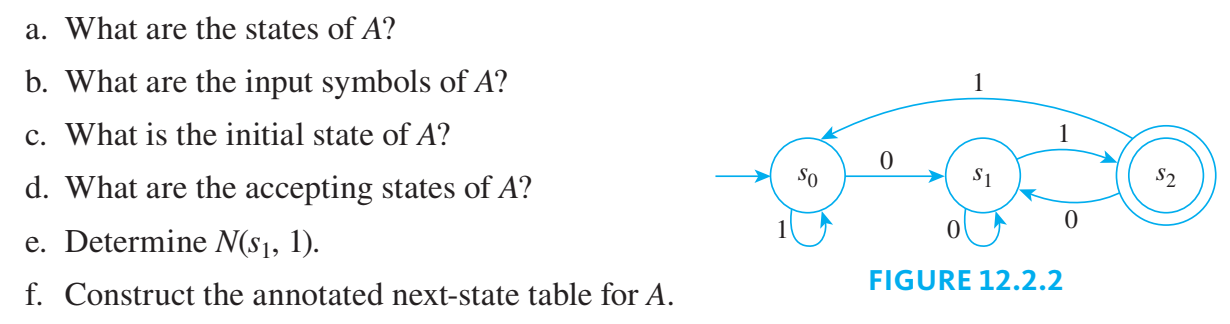 a. What are the states of A?
b. What are the input symbols of A?
c. What is the initial state of A?
d. What are the accepting states of A?
e. Determine N(s₁, 1).
f. Construct the annotated next-state table for A.
1
1
0
s₀
s₁
s₂
1
0
0
FIGURE 12.2.2